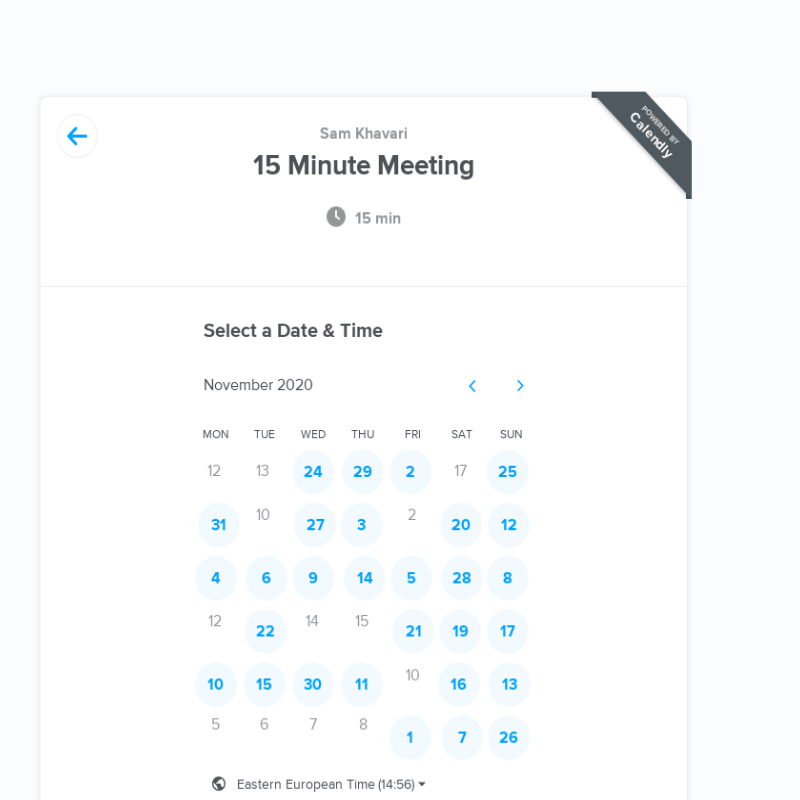 POWERED BY
Calendly
Sam Khavari
15 Minute Meeting
15 min
Select a Date & Time
November 2020
MON TUE WED THU FRI SAT SUN
12 13 24 29 2 17 25
31 10 27 3 2 20 12
4 6 9 14 5 28 8
12 22 14 15 21 19 17
10 15 30 11 10 16 13
5 6 7 8 1 7 26
Eastern European Time (14:56)